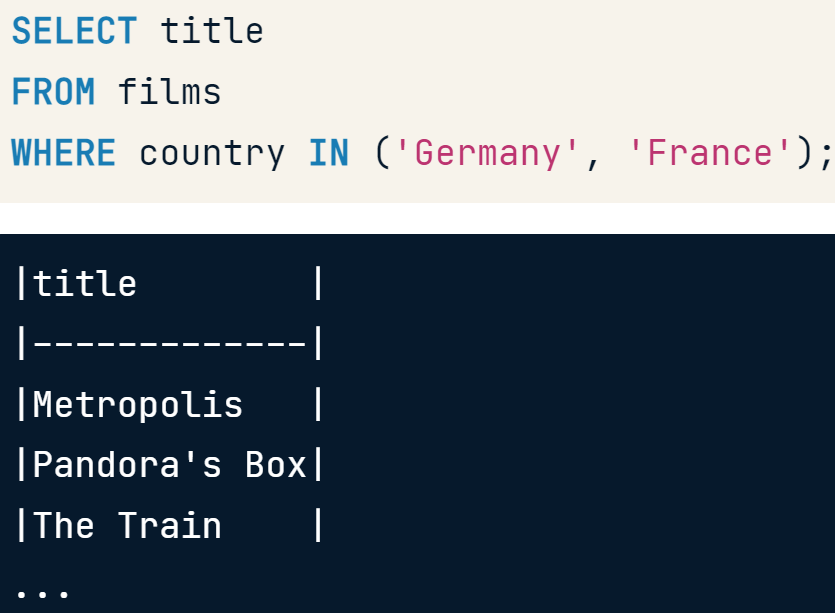 SELECT title
FROM films
WHERE country IN ('Germany', 'France');
|title        |
|-------------|
|Metropolis   |
|Pandora's Box|
|The Train    |
...